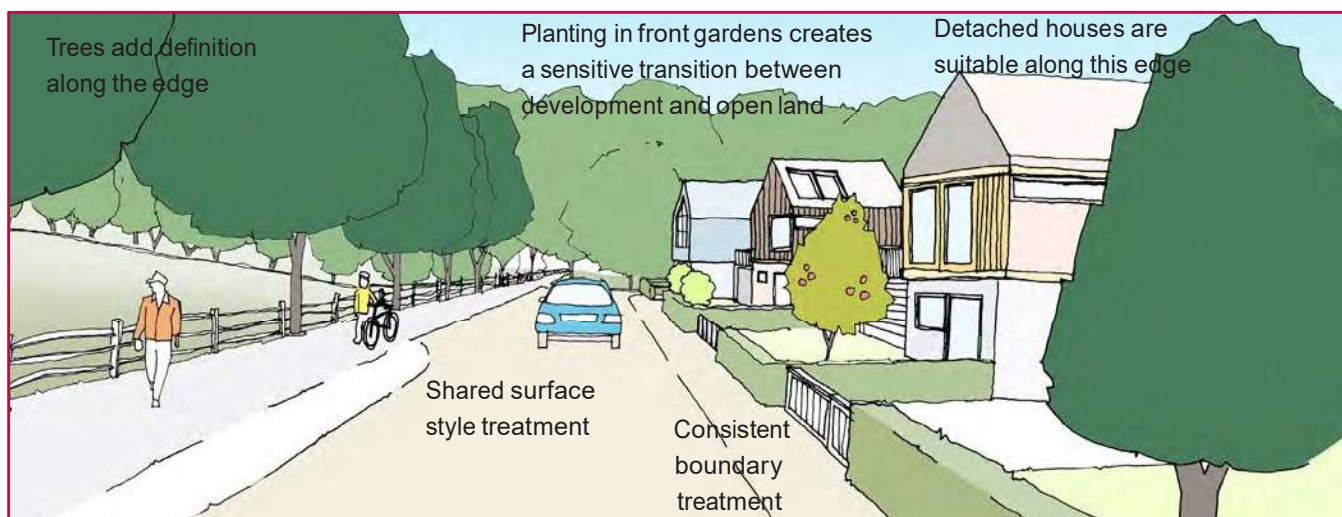 Trees add definition
along the edge
Planting in front gardens creates
a sensitive transition between
development and open land
Detached houses are
suitable along this edge
Shared surface
style treatment
Consistent
boundary
treatment